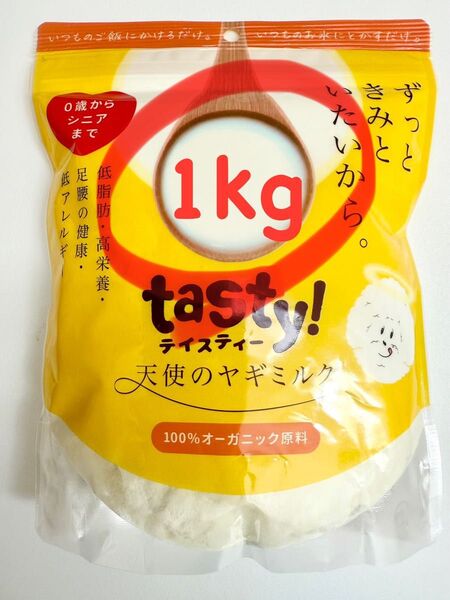 いつものご飯にかけるだけ。
いつものお水にとかすだけ。
0歳から
シニア
まで
ずっと
きみと
いたいから。
1kg
低脂肪・高栄養・
足腰の健康・
低アレルギー
tasty!
テイスティー
天使のヤギミルク
100%オーガニック原料